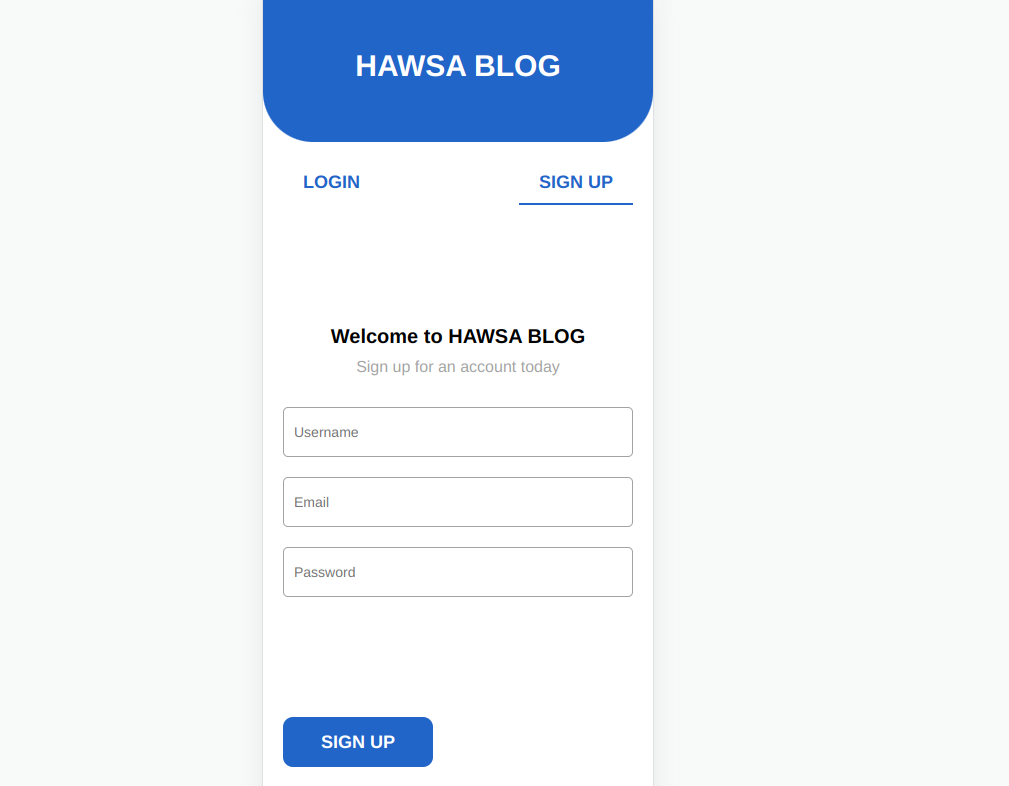 HAWSA BLOG
LOGIN
SIGN UP
Welcome to HAWSA BLOG
Sign up for an account today
Username
Email
Password
SIGN UP